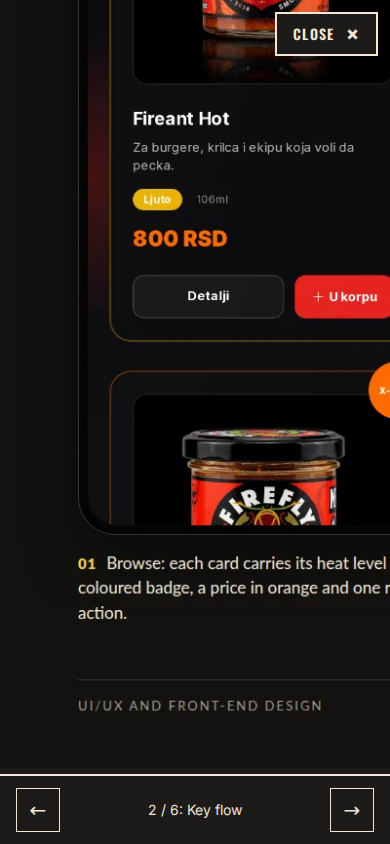 CLOSE ✖
Fireant Hot
Za burgere, krilca i ekipu koja voli da
pecka.
Ljuto 106ml
800 RSD
Detalji + U korpu
x-
FIREFLY
01 Browse: each card carries its heat level
coloured badge, a price in orange and one
action.
UI/UX AND FRONT-END DESIGN
← 2 / 6: Key flow →